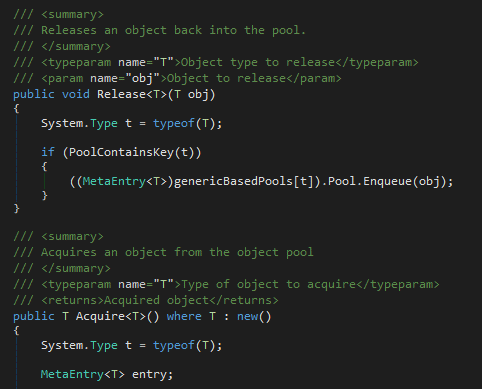 /// <summary>
/// Releases an object back into the pool.
/// </summary>
/// <typeparam name="T">Object type to release</typeparam>
/// <param name="obj">Object to release</param>
public void Release<T>(T obj)
{
    System.Type t = typeof(T);

    if (PoolContainsKey(t))
    {
        ((MetaEntry<T>)genericBasedPools[t]).Pool.Enqueue(obj);
    }
}

/// <summary>
/// Acquires an object from the object pool
/// </summary>
/// <typeparam name="T">Type of object to acquire</typeparam>
/// <returns>Acquired object</returns>
public T Acquire<T>() where T : new()
{
    System.Type t = typeof(T);

    MetaEntry<T> entry;